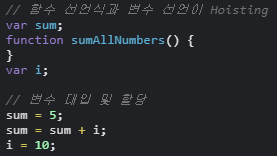 // 함수 선언식과 변수 선언이 Hoisting
var sum;
function sumAllNumbers() {
}
var i;
// 변수 대입 및 할당
sum = 5;
sum = sum + i;
i = 10;